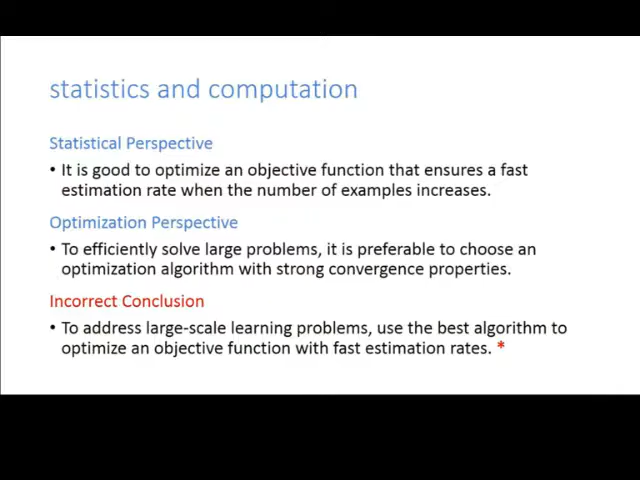 statistics and computation
Statistical Perspective
• It is good to optimize an objective function that ensures a fast
estimation rate when the number of examples increases.
Optimization Perspective
• To efficiently solve large problems, it is preferable to choose an
optimization algorithm with strong convergence properties.
Incorrect Conclusion
• To address large-scale learning problems, use the best algorithm to
optimize an objective function with fast estimation rates. *